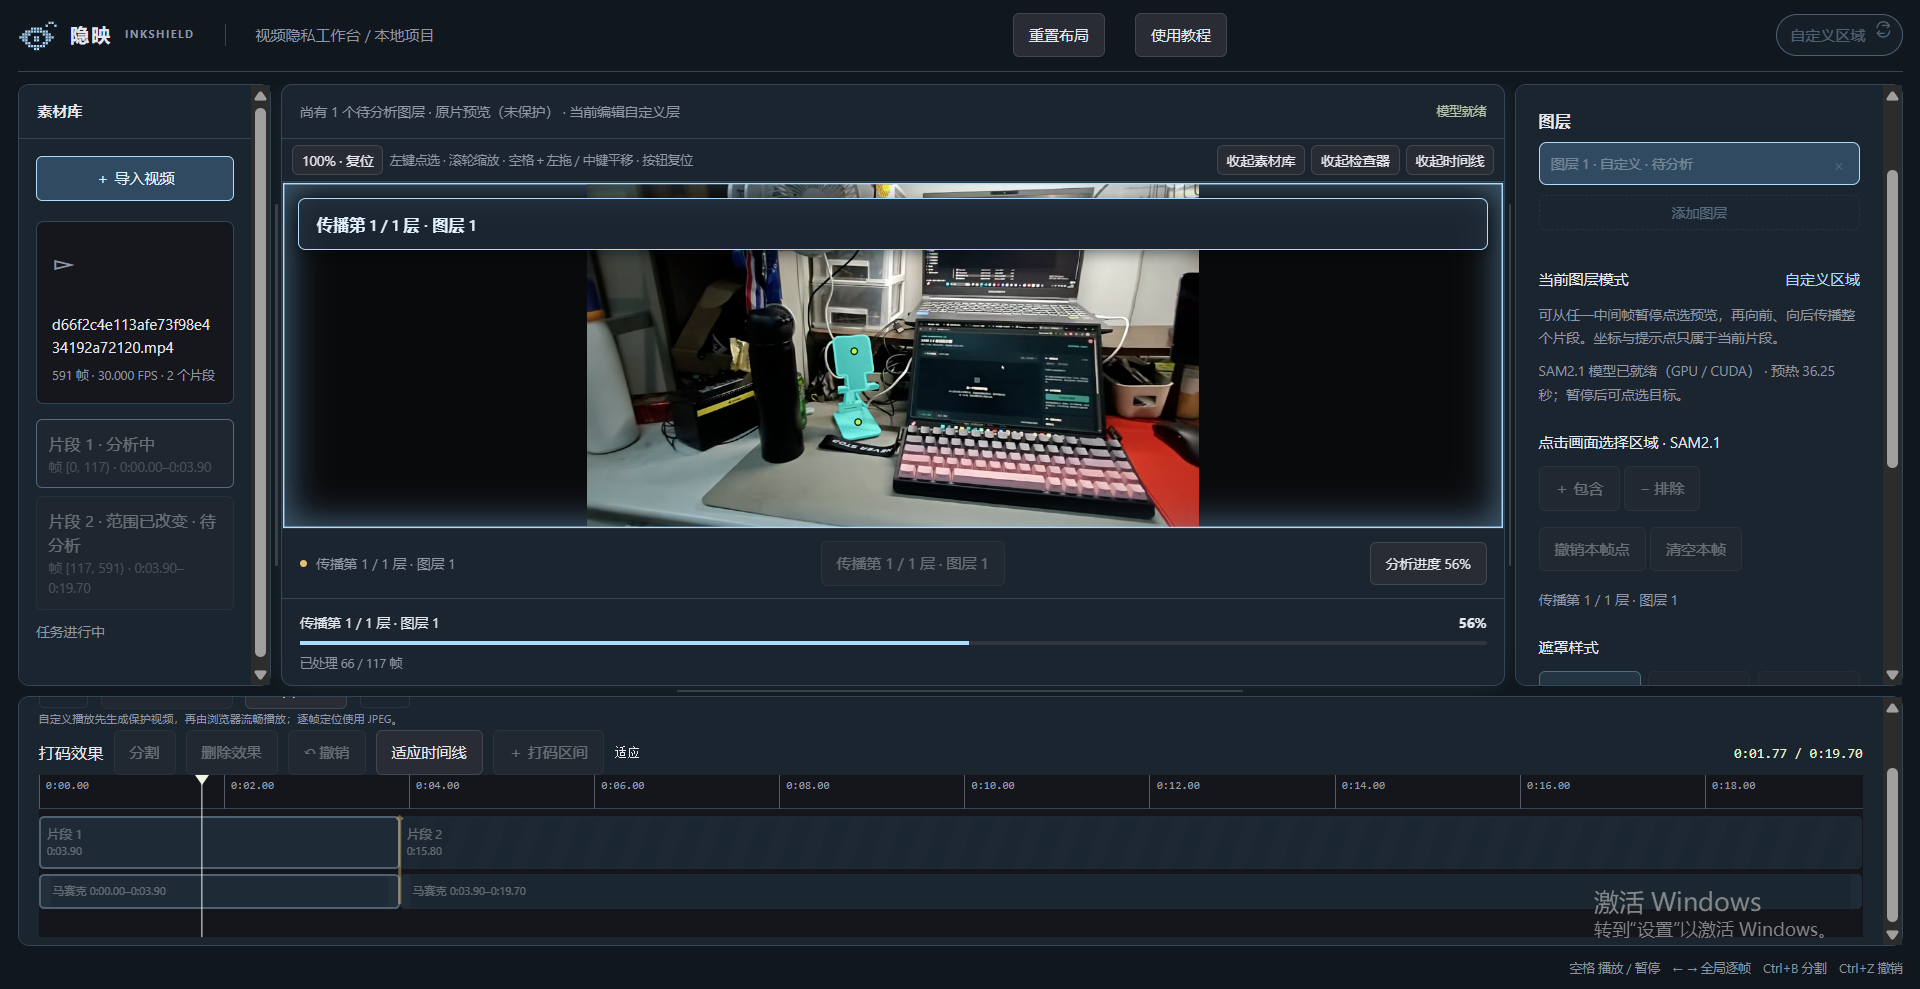 隐映 INKSHIELD 视频隐私工作台 / 本地项目
重置布局
使用教程
自定义区域
素材库
+ 导入视频
d66f2c4e113afe73f98e4
34192a72120.mp4
591 帧 · 30.000 FPS · 2 个片段
片段 1 · 分析中
帧 [0, 117) · 0:00.00–0:03.90
片段 2 · 范围已改变 · 待
分析
帧 [117, 591) · 0:03.90–
0:19.70
任务进行中
尚有 1 个待分析图层 · 原片预览（未保护） · 当前编辑自定义层
模型就绪
100% · 复位
左键点选 · 滚轮缩放 · 空格 + 左拖 / 中键平移 · 按钮复位
收起素材库
收起检查器
收起时间线
传播第 1 / 1 层 · 图层 1
传播第 1 / 1 层 · 图层 1
传播第 1 / 1 层 · 图层 1
分析进度 56%
传播第 1 / 1 层 · 图层 1
56%
已处理 66 / 117 帧
图层
图层 1 · 自定义 · 待分析 ×
添加图层
当前图层模式
自定义区域
可从任一中间帧暂停点选预览，再向前、向后传播整
个片段。坐标与提示点只属于当前片段。
SAM2.1 模型已就绪（GPU / CUDA） · 预热 36.25
秒；暂停后可点选目标。
点击画面选择区域 · SAM2.1
+ 包含
− 排除
撤销本帧点
清空本帧
传播第 1 / 1 层 · 图层 1
遮罩样式
自定义播放先生成保护视频，再由浏览器流畅播放；逐帧定位使用 JPEG。
打码效果
分割
删除效果
↶ 撤销
适应时间线
+ 打码区间
适应
0:01.77 / 0:19.70
0:00.00
0:02.00
0:04.00
0:06.00
0:08.00
0:10.00
0:12.00
0:14.00
0:16.00
0:18.00
片段 1
0:03.90
片段 2
0:15.80
马赛克 0:00.00–0:03.90
马赛克 0:03.90–0:19.70
激活 Windows
转到“设置”以激活 Windows。
空格 播放 / 暂停 ←→ 全局逐帧 Ctrl+B 分割 Ctrl+Z 撤销